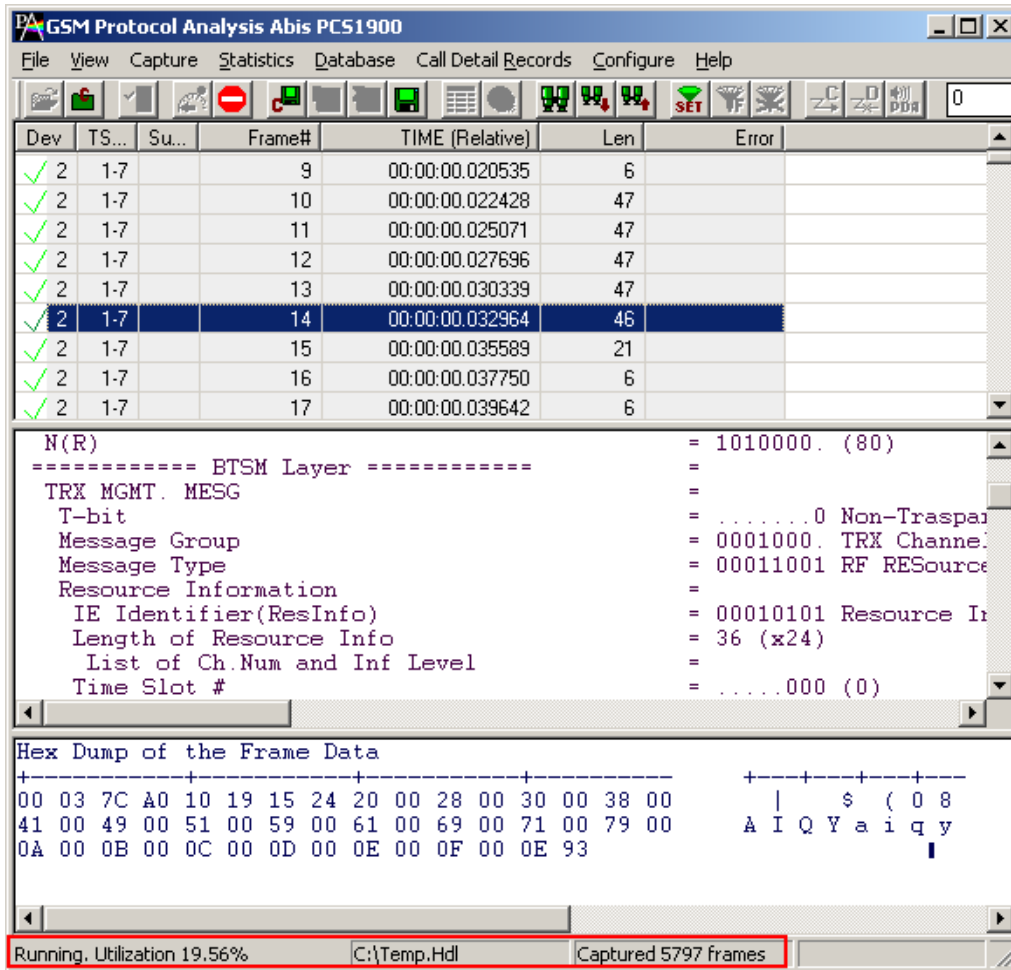 GSM Protocol Analysis Abis PCS1900
File View Capture Statistics Database Call Detail Records Configure Help
SET 0
Dev TS... Su... Frame# TIME (Relative) Len Error
2 1-7 9 00:00:00.020535 6
2 1-7 10 00:00:00.022428 47
2 1-7 11 00:00:00.025071 47
2 1-7 12 00:00:00.027696 47
2 1-7 13 00:00:00.030339 47
2 1-7 14 00:00:00.032964 46
2 1-7 15 00:00:00.035589 21
2 1-7 16 00:00:00.037750 6
2 1-7 17 00:00:00.039642 6
N(R) = 1010000. (80)
============ BTSM Layer ============ =
TRX MGMT. MESG =
T-bit = .......0 Non-Traspar
Message Group = 0001000. TRX Channel
Message Type = 00011001 RF RESource
Resource Information =
IE Identifier(ResInfo) = 00010101 Resource In
Length of Resource Info = 36 (x24)
List of Ch.Num and Inf Level =
Time Slot # = .....000 (0)
Hex Dump of the Frame Data
+-----------+-----------+-----------+----------- +---+---+---+---
00 03 7C A0 10 19 15 24 20 00 28 00 30 00 38 00 | $ ( 0 8
41 00 49 00 51 00 59 00 61 00 69 00 71 00 79 00 A I Q Y a i q y
0A 00 0B 00 0C 00 0D 00 0E 00 0F 00 0E 93
Running. Utilization 19.56% C:\Temp.Hdl Captured 5797 frames